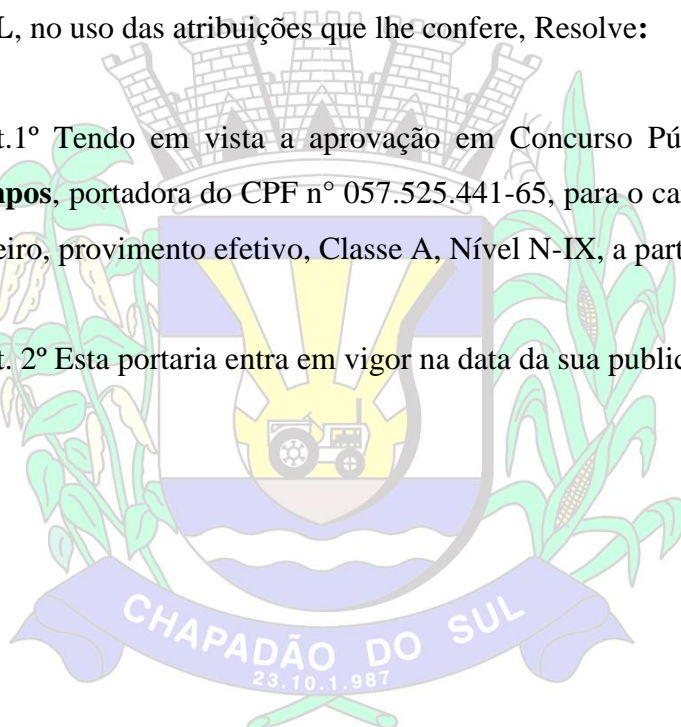 L, no uso das atribuições que lhe confere, Resolve:
t.1º Tendo em vista a aprovação em Concurso Pú
npos, portadora do CPF n° 057.525.441-65, para o ca
eiro, provimento efetivo, Classe A, Nível N-IX, a part
t. 2º Esta portaria entra em vigor na data da sua public
CHAPADÃO DO SUL
23.10.1.987